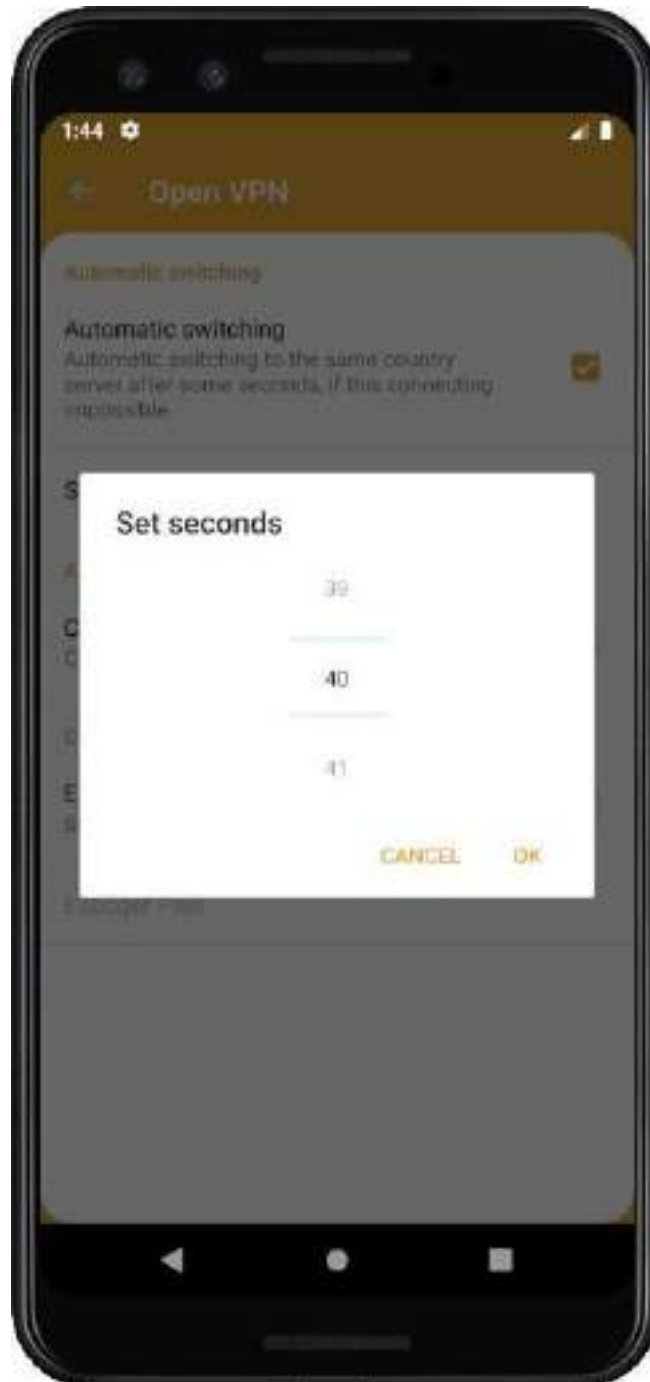 1:44
Open VPN
Automatic switching
Automatic switching
Automatic switching to the same country
server after some seconds, if this connecting
impossible
S
Set seconds
39
40
41
CANCEL OK